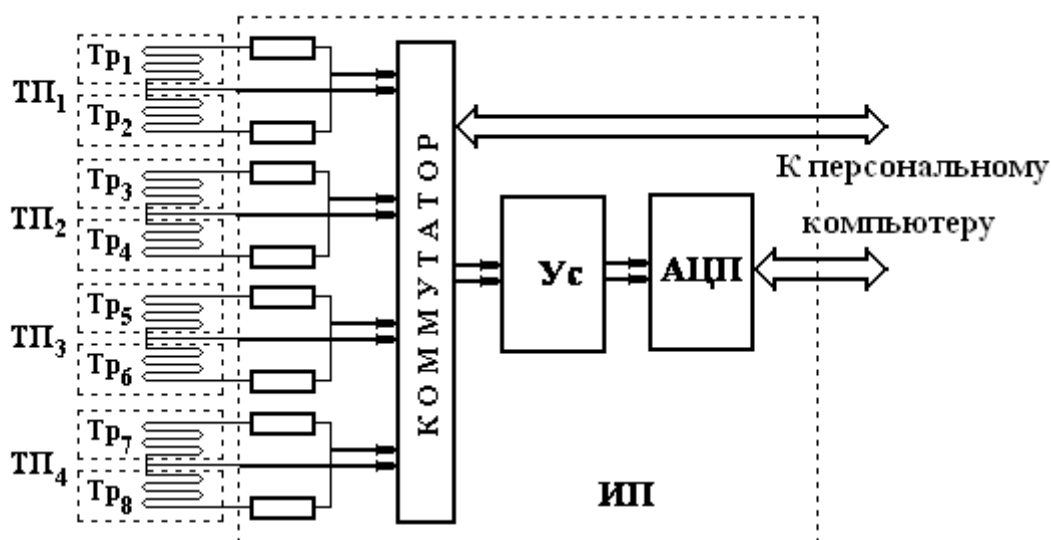 Тр1
ТП1
Тр2
Тр3
ТП2
Тр4
Тр5
ТП3
Тр6
Тр7
ТП4
Тр8
КОММУТАТОР
Ус
АЦП
К персональному
компьютеру
ИП